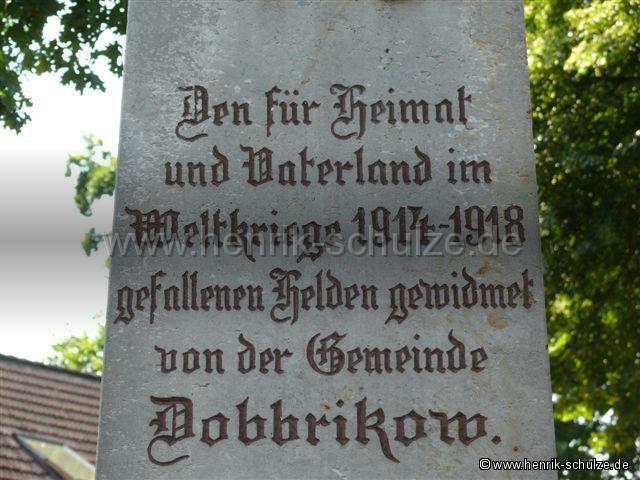 Den für Heimat
und Vaterland im
Weltkriege 1914-1918
gefallenen Helden gewidmet
von der Gemeinde
Dobbrikow.
©www.henrik-schulze.de
©www.henrik-schulze.de